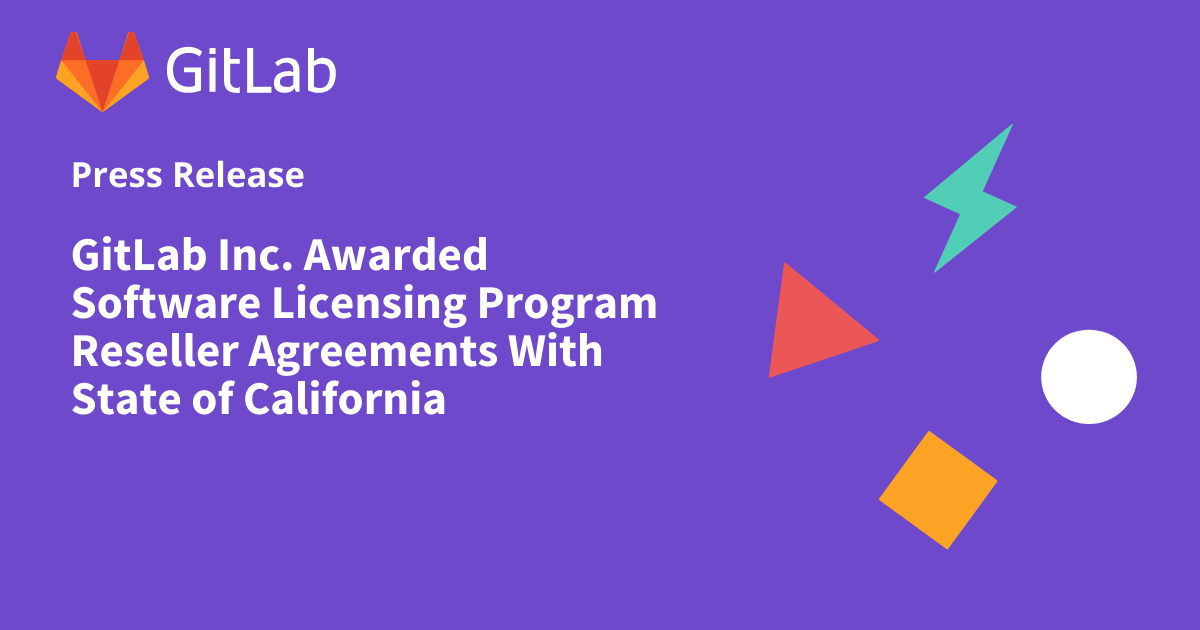 GitLab
Press Release
GitLab Inc. Awarded
Software Licensing Program
Reseller Agreements With
State of California